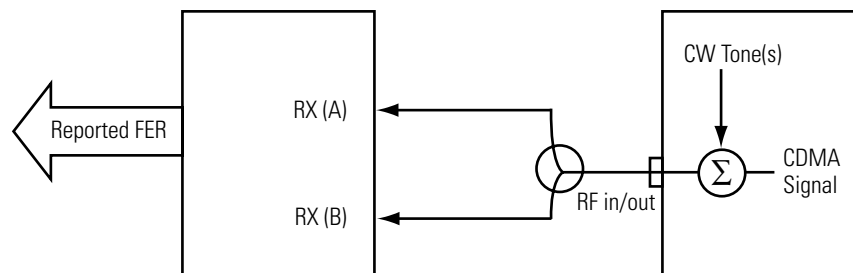 CW Tone(s)
RX (A)
Reported FER
Σ
CDMA
Signal
RF in/out
RX (B)